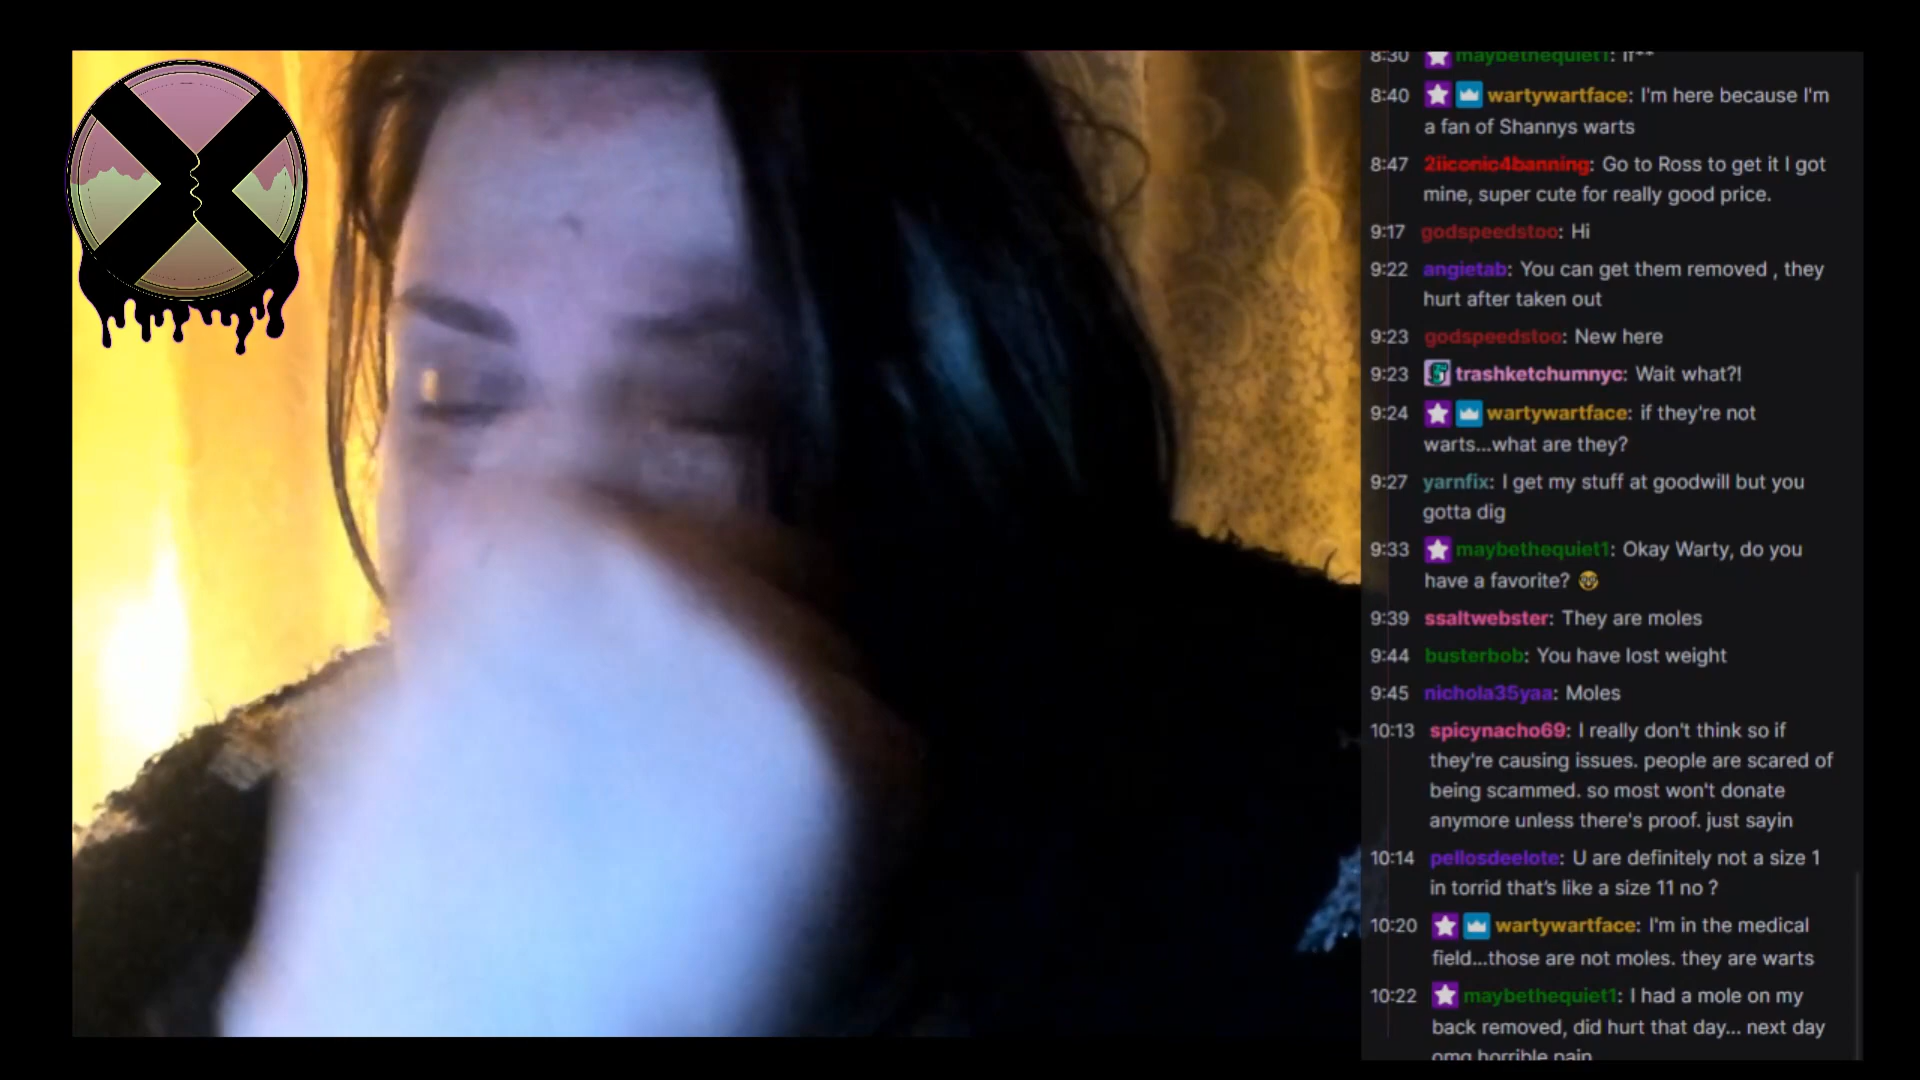 8:30 maybethequiet1: If**
8:40 wartywartface: I'm here because I'm
a fan of Shannys warts
8:47 2iiconic4banning: Go to Ross to get it I got
mine, super cute for really good price.
9:17 godspeedstoo: Hi
9:22 angietab: You can get them removed , they
hurt after taken out
9:23 godspeedstoo: New here
9:23 trashketchumnyc: Wait what?!
9:24 wartywartface: if they're not
warts...what are they?
9:27 yarnfix: I get my stuff at goodwill but you
gotta dig
9:33 maybethequiet1: Okay Warty, do you
have a favorite?
9:39 ssaltwebster: They are moles
9:44 busterbob: You have lost weight
9:45 nichola35yaa: Moles
10:13 spicynacho69: I really don't think so if
they're causing issues. people are scared of
being scammed. so most won't donate
anymore unless there's proof. just sayin
10:14 pellosdeelote: U are definitely not a size 1
in torrid that's like a size 11 no ?
10:20 wartywartface: I'm in the medical
field...those are not moles. they are warts
10:22 maybethequiet1: I had a mole on my
back removed, did hurt that day... next day
omg horrible pain